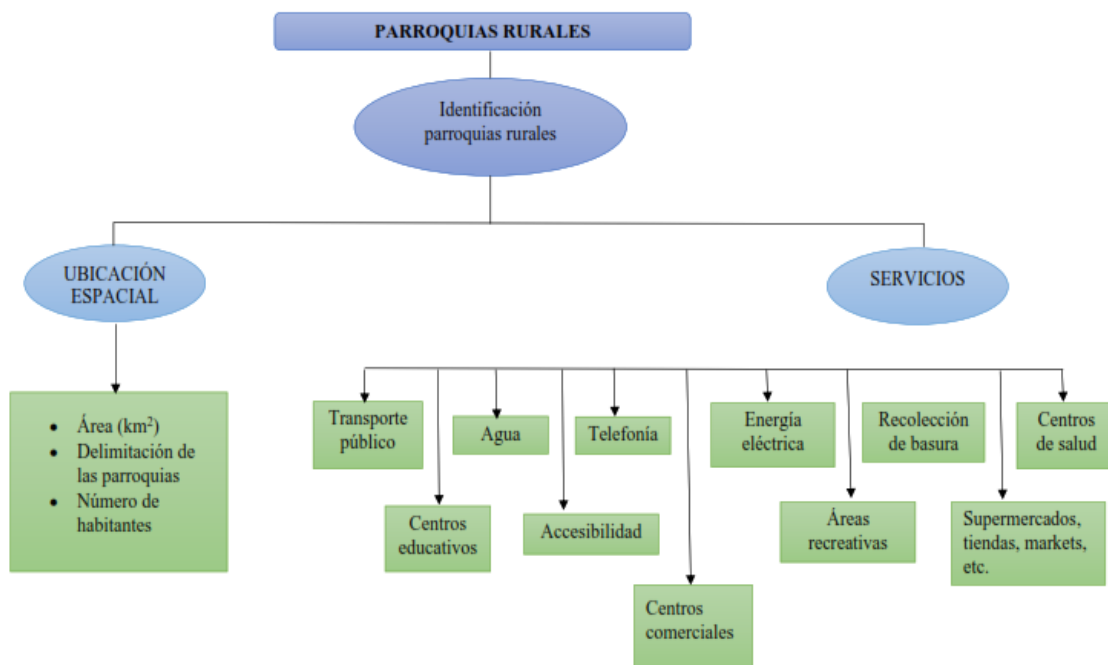 PARROQUIAS RURALES
Identificación
parroquias rurales
UBICACIÓN
ESPACIAL
SERVICIOS
• Área (km²)
• Delimitación de
las parroquias
• Número de
habitantes
Transporte
público
Agua
Telefonía
Energía
eléctrica
Recolección
de basura
Centros
de salud
Centros
educativos
Accesibilidad
Áreas
recreativas
Supermercados,
tiendas, markets,
etc.
Centros
comerciales